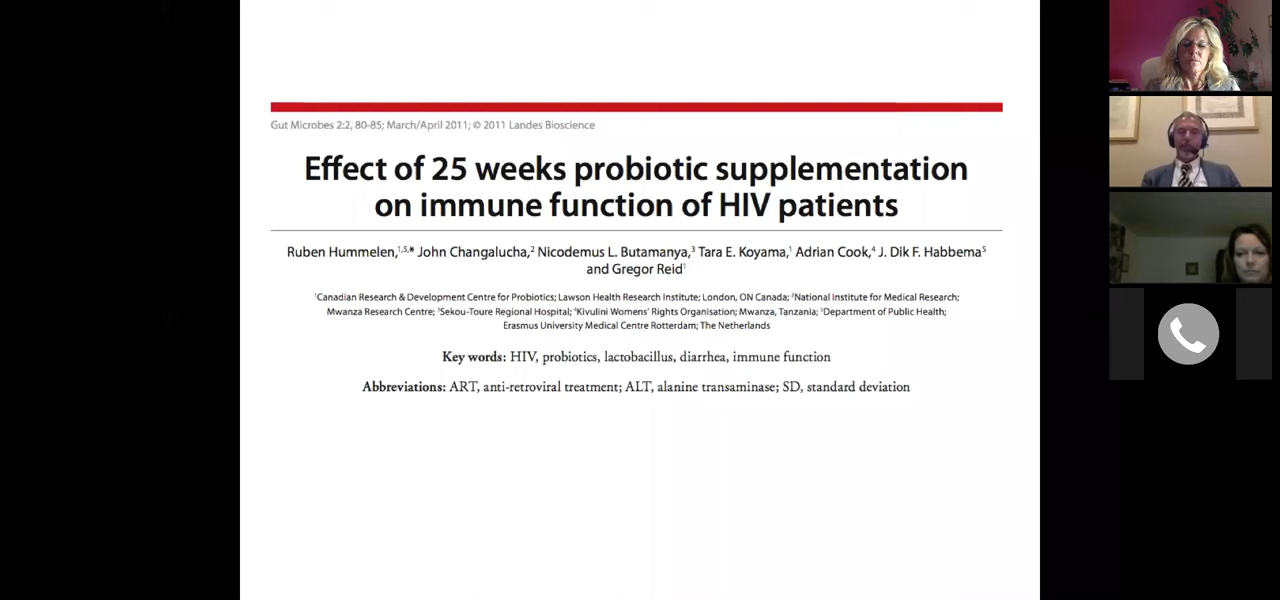 Gut Microbes 2:2, 80-85; March/April 2011; © 2011 Landes Bioscience
Effect of 25 weeks probiotic supplementation
on immune function of HIV patients
Ruben Hummelen,1,5,* John Changalucha,2 Nicodemus L. Butamanya,3 Tara E. Koyama,1 Adrian Cook,4 J. Dik F. Habbema5
and Gregor Reid1
1Canadian Research & Development Centre for Probiotics; Lawson Health Research Institute; London, ON Canada; 2National Institute for Medical Research;
Mwanza Research Centre; 3Sekou-Toure Regional Hospital; 4Kivulini Womens' Rights Organisation; Mwanza, Tanzania; 5Department of Public Health;
Erasmus University Medical Centre Rotterdam; The Netherlands
Key words: HIV, probiotics, lactobacillus, diarrhea, immune function
Abbreviations: ART, anti-retroviral treatment; ALT, alanine transaminase; SD, standard deviation